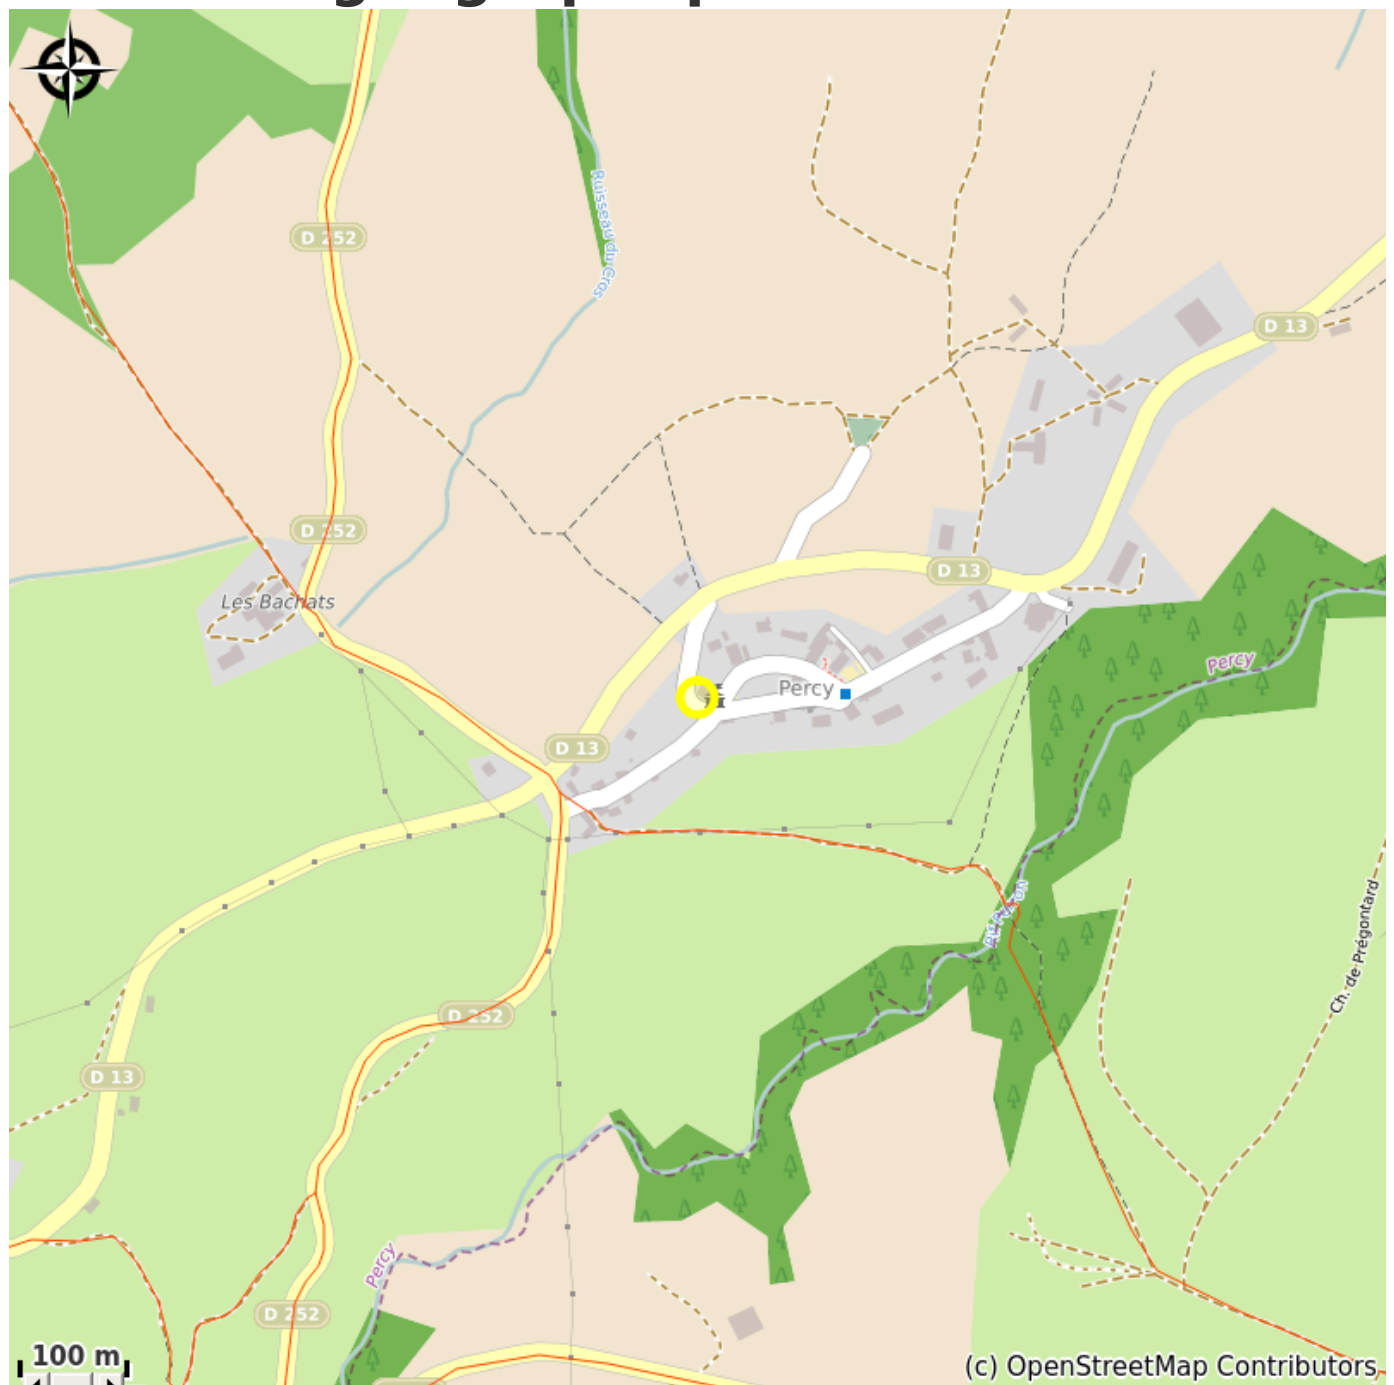 Ruisseau du Cros
D 252
D 13
D 252
D 13
Les Bachats
Percy
Percy
D 13
Ch. de Prégontard
D 252
D 13
Percy
D 252
100 m
(c) OpenStreetMap Contributors